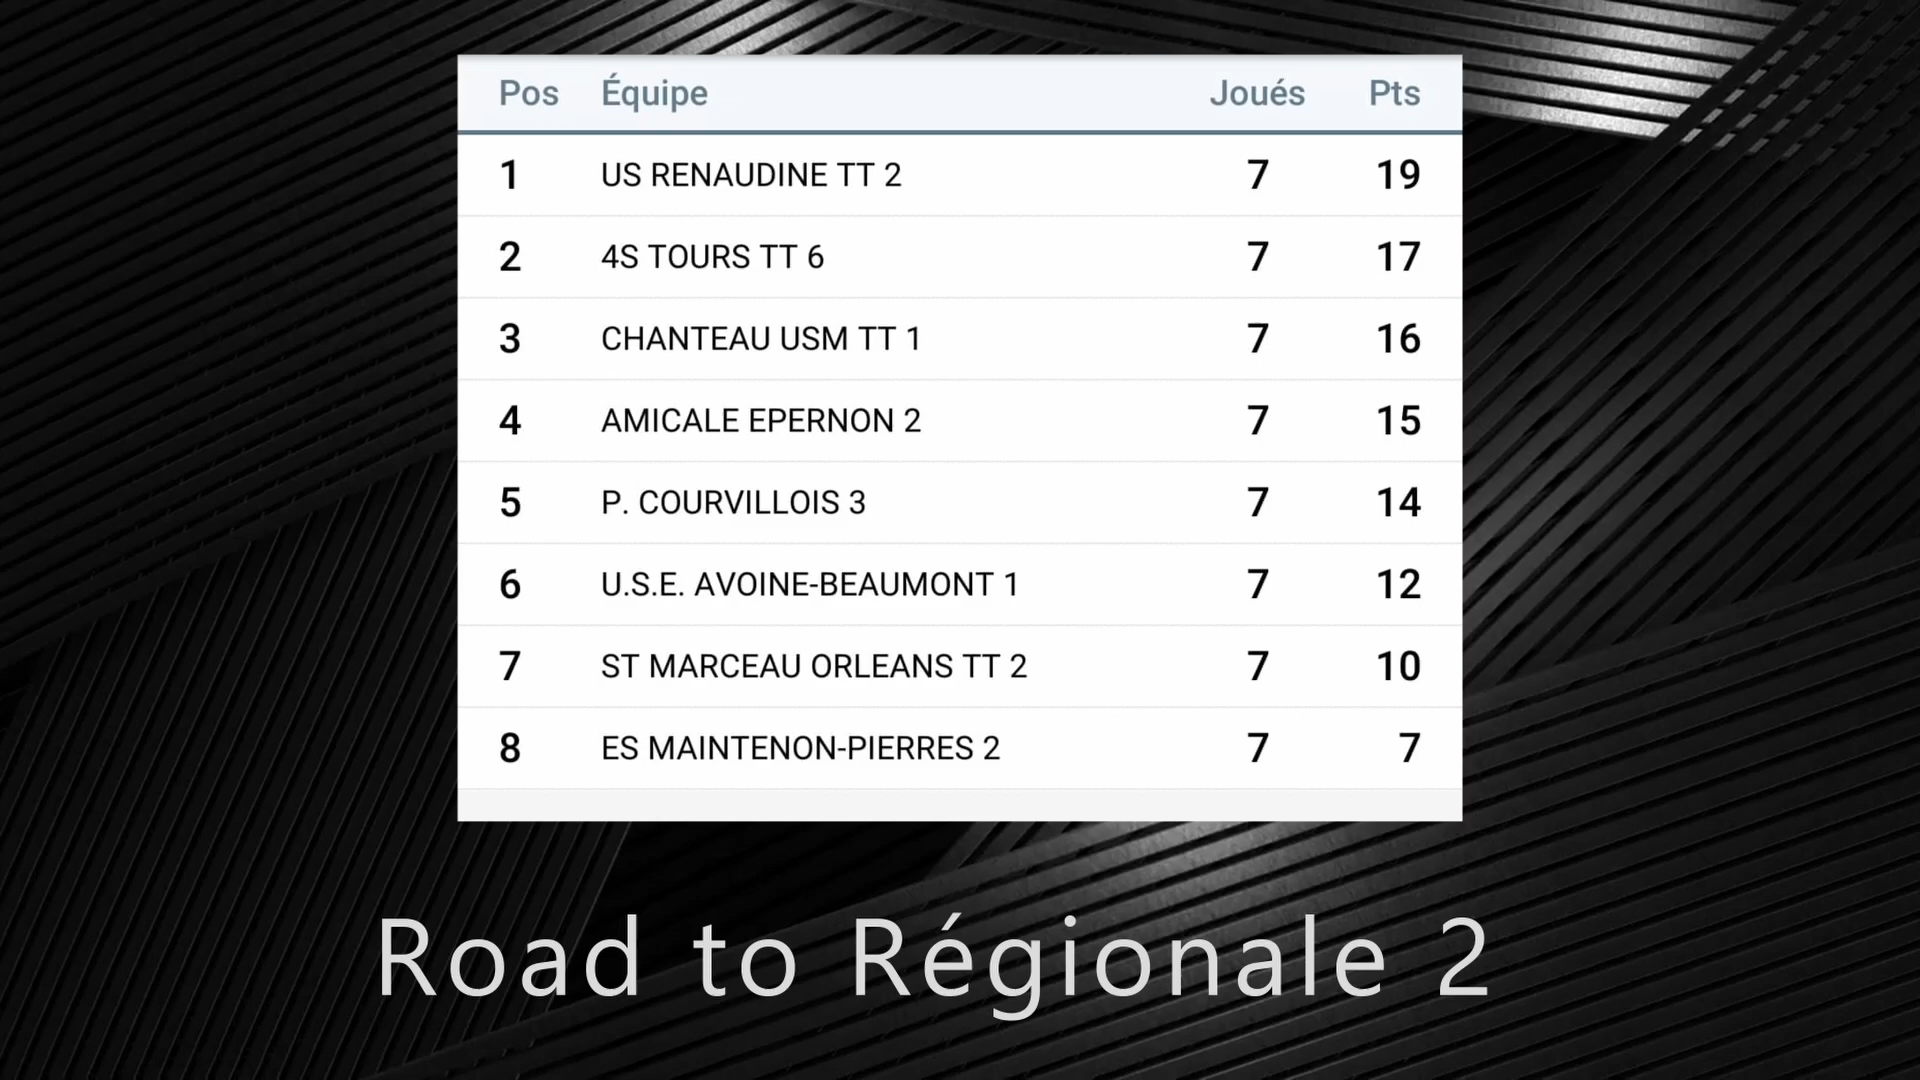 Pos Équipe Joués Pts
1 US RENAUDINE TT 2 7 19
2 4S TOURS TT 6 7 17
3 CHANTEAU USM TT 1 7 16
4 AMICALE EPERNON 2 7 15
5 P. COURVILLOIS 3 7 14
6 U.S.E. AVOINE-BEAUMONT 1 7 12
7 ST MARCEAU ORLEANS TT 2 7 10
8 ES MAINTENON-PIERRES 2 7 7
Road to Régionale 2